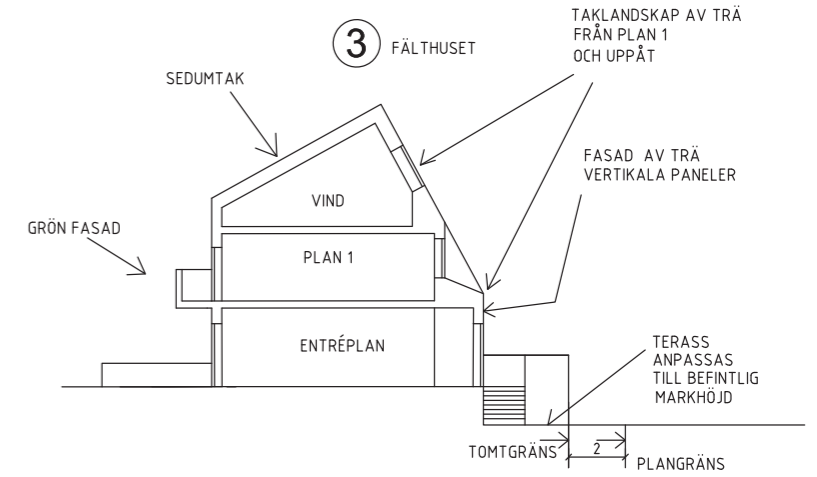 3 FÄLTHUSET
TAKLANDSKAP AV TRÄ
FRÅN PLAN 1
OCH UPPÅT
SEDUMTAK
FASAD AV TRÄ
VERTIKALA PANELER
VIND
GRÖN FASAD
PLAN 1
ENTRÉPLAN
TERASS
ANPASSAS
TILL BEFINTLIG
MARKHÖJD
TOMTGRÄNS
2
PLANGRÄNS